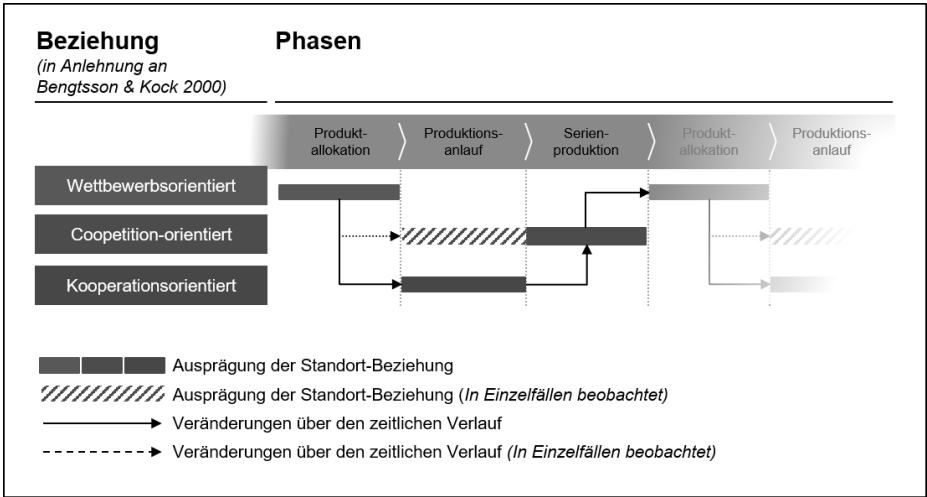 Beziehung
(in Anlehnung an
Bengtsson & Kock 2000)
Phasen
Produkt-
allokation
Produktions-
anlauf
Serien-
produktion
Produkt-
allokation
Produktions-
anlauf
Wettbewerbsorientiert
Coopetition-orientiert
Kooperationsorientiert
Ausprägung der Standort-Beziehung
Ausprägung der Standort-Beziehung (In Einzelfällen beobachtet)
Veränderungen über den zeitlichen Verlauf
Veränderungen über den zeitlichen Verlauf (In Einzelfällen beobachtet)